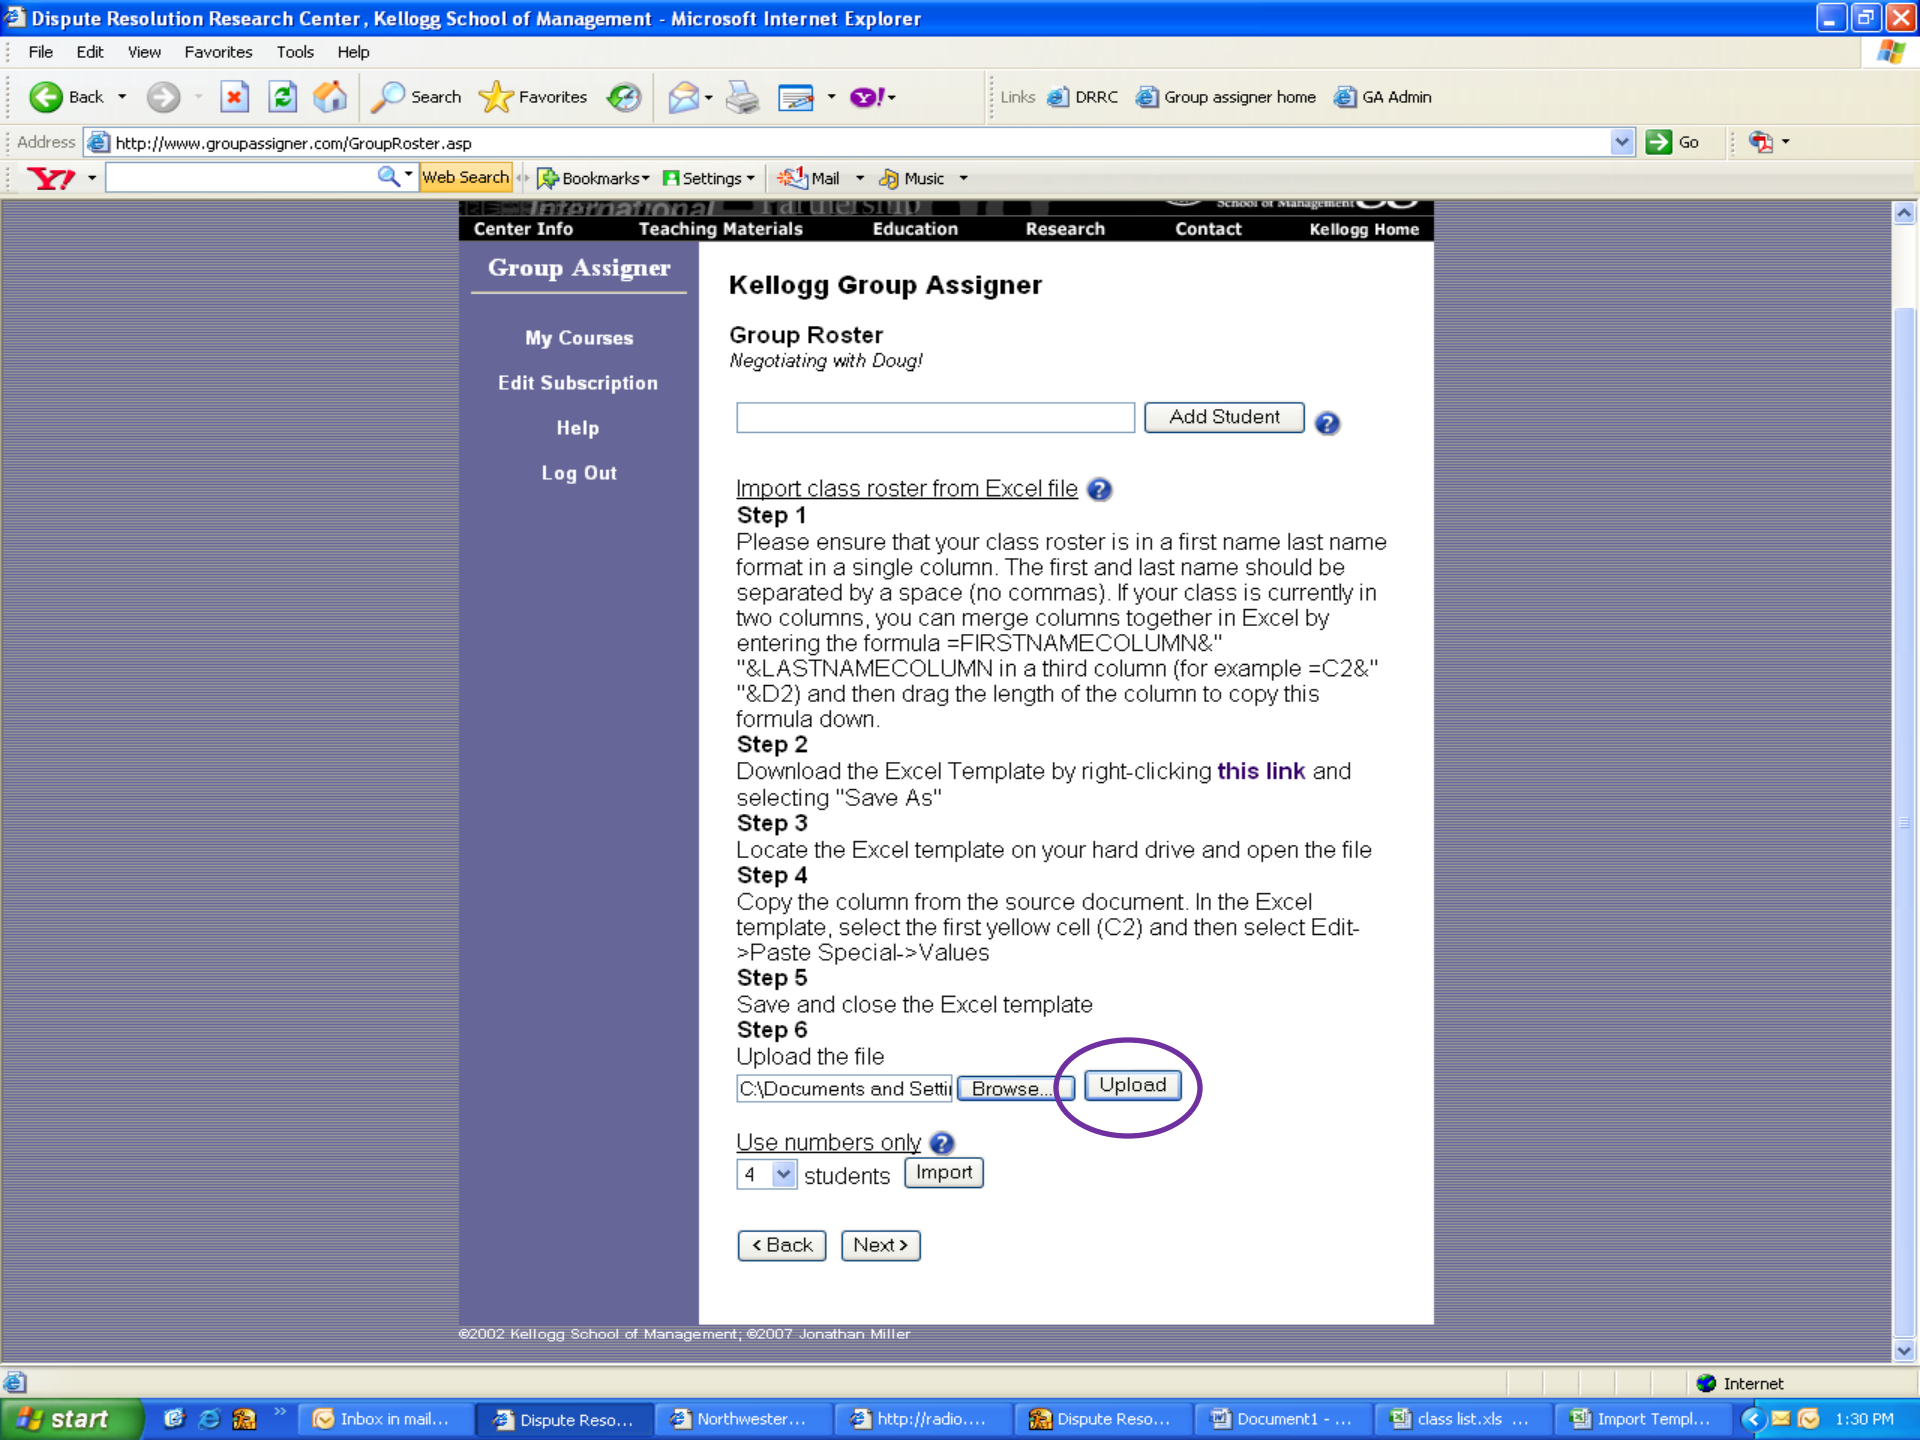 Dispute Resolution Research Center, Kellogg School of Management - Microsoft Internet Explorer
File Edit View Favorites Tools Help
Back Search Favorites Links DRRC Group assigner home GA Admin
Address http://www.groupassigner.com/GroupRoster.asp Go
Y! Web Search Bookmarks Settings Mail Music
International Partnership School of Management
Center Info Teaching Materials Education Research Contact Kellogg Home
Group Assigner
My Courses
Edit Subscription
Help
Log Out
Kellogg Group Assigner
Group Roster
Negotiating with Doug!
Add Student ?
Import class roster from Excel file ?
Step 1
Please ensure that your class roster is in a first name last name
format in a single column. The first and last name should be
separated by a space (no commas). If your class is currently in
two columns, you can merge columns together in Excel by
entering the formula =FIRSTNAMECOLUMN&"
"&LASTNAMECOLUMN in a third column (for example =C2&"
"&D2) and then drag the length of the column to copy this
formula down.
Step 2
Download the Excel Template by right-clicking this link and
selecting "Save As"
Step 3
Locate the Excel template on your hard drive and open the file
Step 4
Copy the column from the source document. In the Excel
template, select the first yellow cell (C2) and then select Edit-
>Paste Special->Values
Step 5
Save and close the Excel template
Step 6
Upload the file
C:\Documents and Setti Browse... Upload
Use numbers only ?
4 students Import
< Back Next >
©2002 Kellogg School of Management; ©2007 Jonathan Miller
Internet
start Inbox in mail... Dispute Reso... Northwester... http://radio.... Dispute Reso... Document1 - ... class list.xls ... Import Templ... 1:30 PM